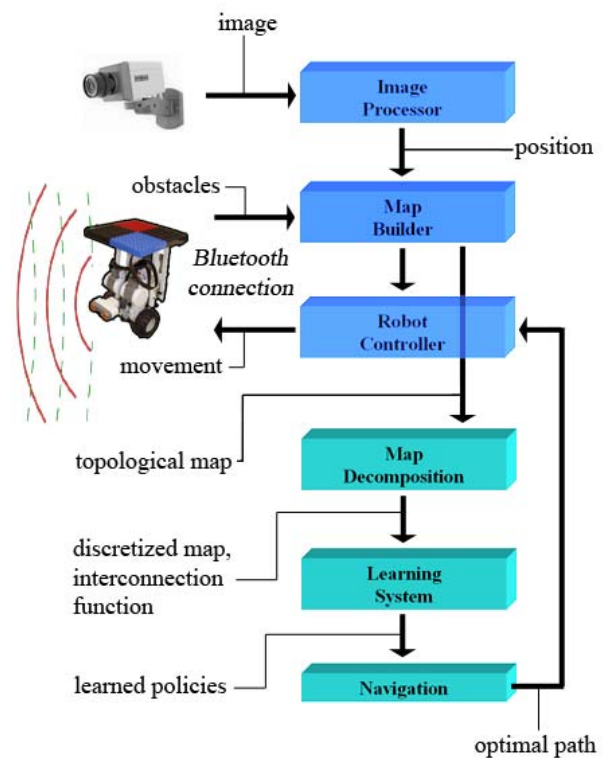 image
Image
Processor
position
obstacles
Map
Builder
Bluetooth
connection
Robot
Controller
movement
topological map
Map
Decomposition
discretized map,
interconnection
function
Learning
System
learned policies
Navigation
optimal path